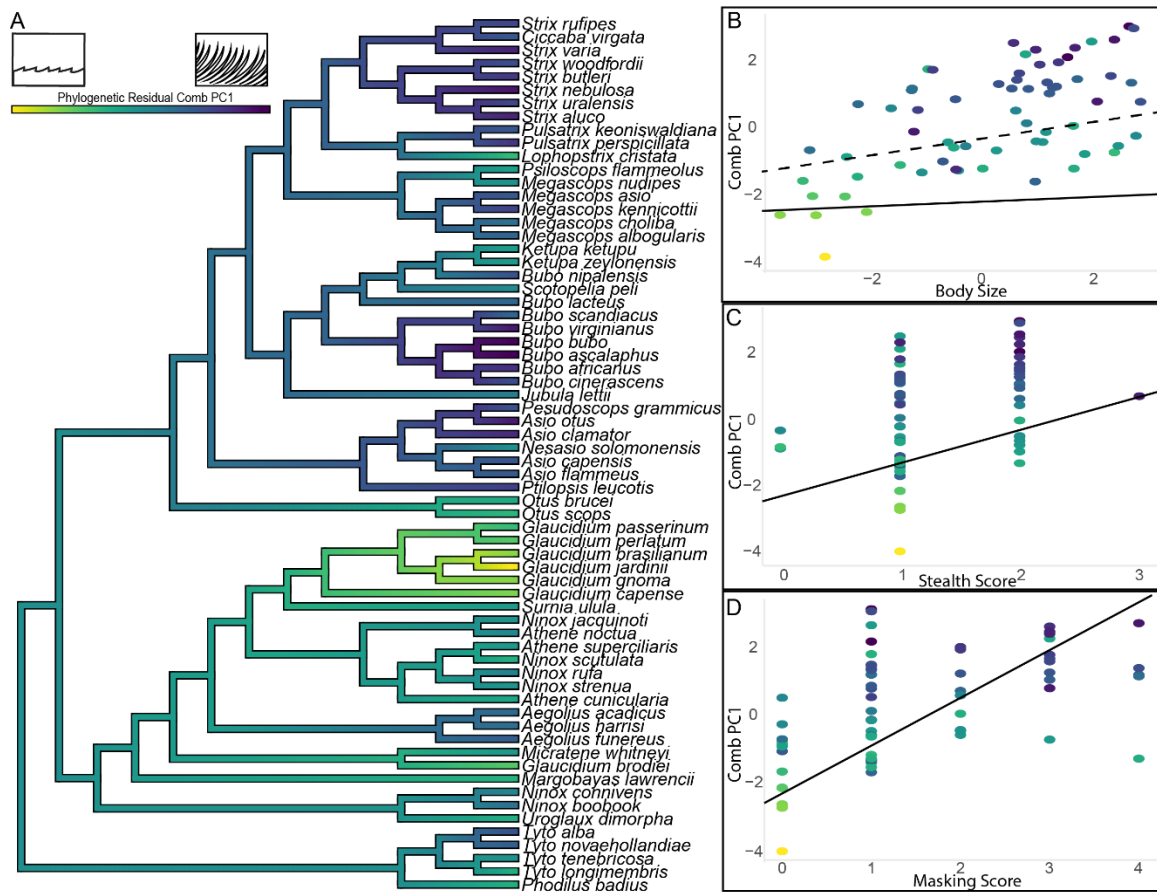 A
Phylogenetic Residual Comb PC1
Strix rufipes
Ciccaba virgata
Strix varia
Strix woodfordii
Strix butleri
Strix nebulosa
Strix uralensis
Strix aluco
Pulsatrix keoniswaldiana
Pulsatrix perspicillata
Lophopstrix christata
Psiloscops flammeolus
Megascops nudipes
Megascops asio
Megascops kennicottii
Megascops choliba
Megascops albogularis
Ketupa ketupu
Ketupa zeylonensis
Bubo nipalensis
Scotopelia peli
Bubo lacteus
Bubo scandiacus
Bubo virginianus
Bubo bubo
Bubo ascalaphus
Bubo africanus
Bubo cinerascens
Jubula lettii
Pesudoscops grammicus
Asio otus
Asio clamator
Nesasio solomonensis
Asio capensis
Asio flammeus
Ptilopsis leucotis
Otus brucei
Otus scops
Glaucidium passerinum
Glaucidium perlatum
Glaucidium brasilianum
Glaucidium jardinii
Glaucidium gnoma
Glaucidium capense
Surnia ulula
Ninox jacquinoti
Athene noctua
Athene superciliaris
Ninox scutulata
Ninox rufa
Ninox strenua
Athene cunicularia
Aegolius acadicus
Aegolius harrisi
Aegolius funereus
Micratene whitneyi
Glaucidium brodiei
Margobayas lawrencii
Ninox connivens
Ninox boobook
Uroglaux dimorpha
Tyto alba
Tyto novaehollandiae
Tyto tenebricosa
Tyto longimembris
Phodilus badius
B
Comb PC1
2
0
−2
−4
−2 0 2
Body Size
C
Comb PC1
2
0
−2
−4
0 1 2 3
Stealth Score
D
Comb PC1
2
0
−2
−4
0 1 2 3 4
Masking Score